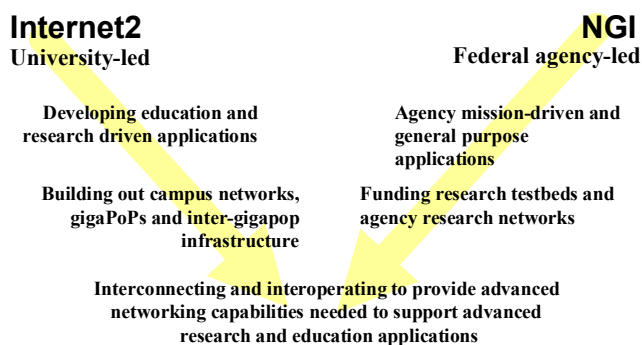 Internet2
University-led
NGI
Federal agency-led
Developing education and
research driven applications
Agency mission-driven and
general purpose
applications
Building out campus networks,
gigaPoPs and inter-gigapop
infrastructure
Funding research testbeds and
agency research networks
Interconnecting and interoperating to provide advanced
networking capabilities needed to support advanced
research and education applications